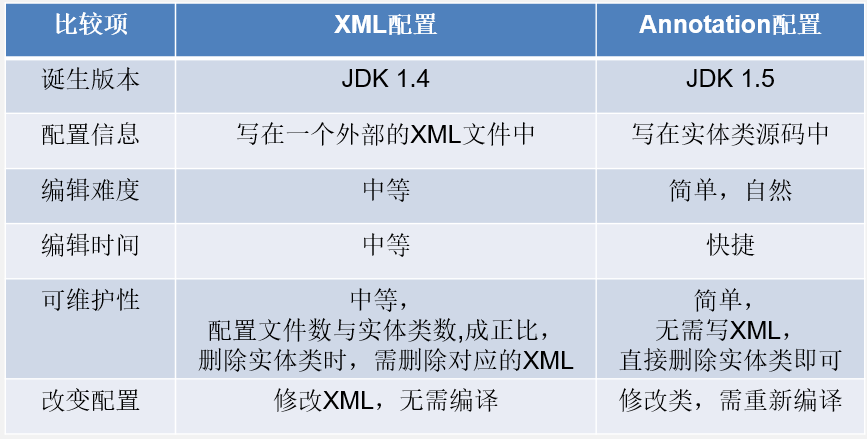 比较项 XML配置 Annotation配置
诞生版本 JDK 1.4 JDK 1.5
配置信息 写在一个外部的XML文件中 写在实体类源码中
编辑难度 中等 简单，自然
编辑时间 中等 快捷
可维护性 中等， 简单，
配置文件数与实体类数,成正比， 无需写XML，
删除实体类时，需删除对应的XML 直接删除实体类即可
改变配置 修改XML，无需编译 修改类，需重新编译